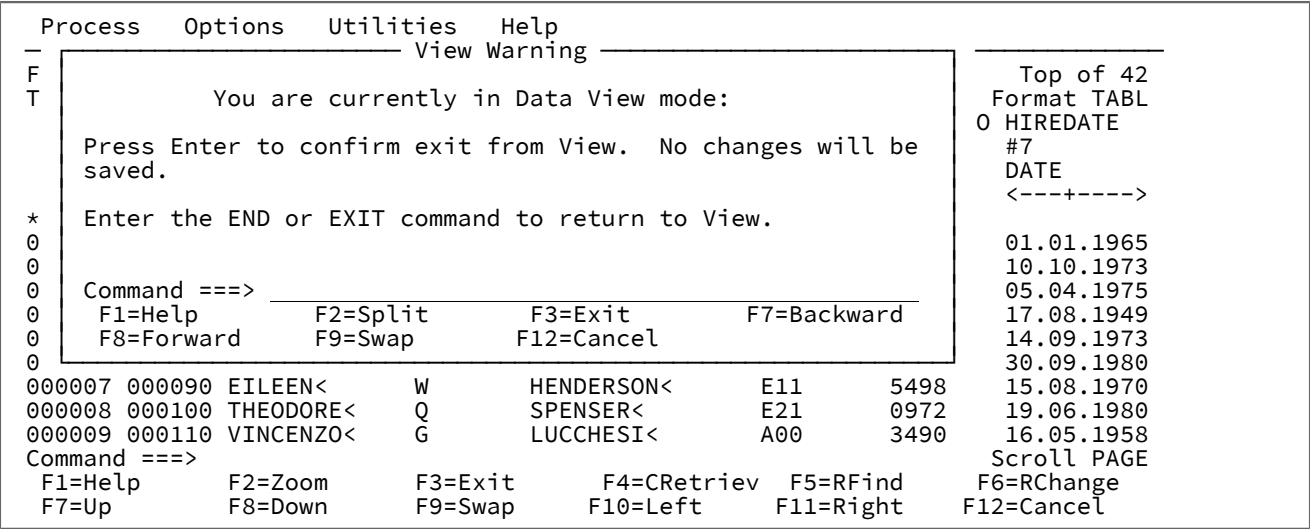 Process   Options   Utilities   Help
─ ─────────────── View Warning ─────────────── ─────────
F   Top of 42
T   You are currently in Data View mode:   Format TABL
O HIREDATE
Press Enter to confirm exit from View.  No changes will be   #7
saved.   DATE
<---+---->
*   Enter the END or EXIT command to return to View.
0   01.01.1965
0   10.10.1973
0   Command ===>   05.04.1975
0   F1=Help   F2=Split   F3=Exit   F7=Backward   17.08.1949
0   F8=Forward   F9=Swap   F12=Cancel   14.09.1973
0   30.09.1980
000007 000090 EILEEN<   W   HENDERSON<   E11   5498   15.08.1970
000008 000100 THEODORE<   Q   SPENSER<   E21   0972   19.06.1980
000009 000110 VINCENZO<   G   LUCCHESI<   A00   3490   16.05.1958
Command ===>   Scroll PAGE
F1=Help   F2=Zoom   F3=Exit   F4=CRetriev   F5=RFind   F6=RChange
F7=Up   F8=Down   F9=Swap   F10=Left   F11=Right   F12=Cancel